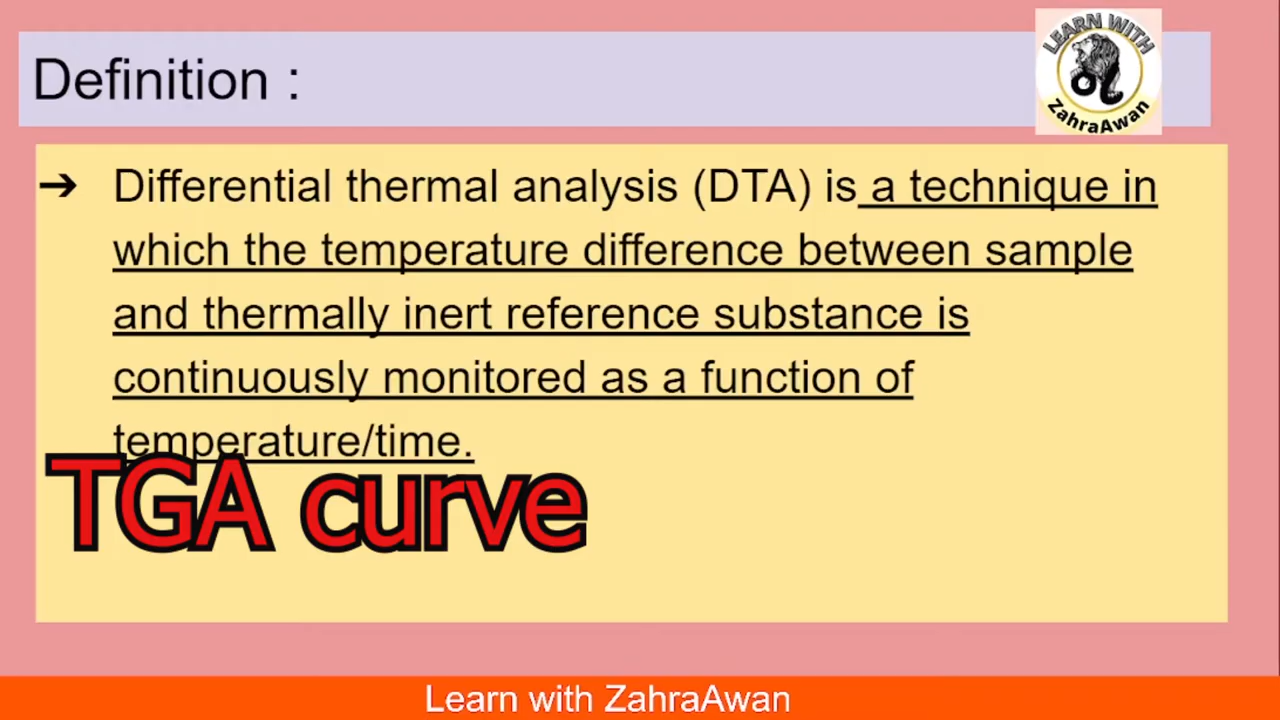 LEARN WITH
ZahraAwan
Definition :
➔ Differential thermal analysis (DTA) is a technique in
which the temperature difference between sample
and thermally inert reference substance is
continuously monitored as a function of
temperature/time.
TGA curve
Learn with ZahraAwan